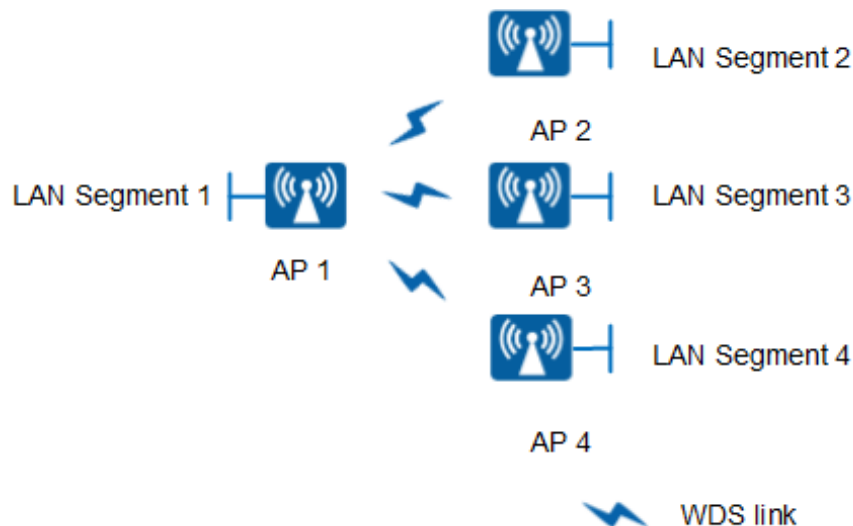 LAN Segment 2
AP 2
LAN Segment 1
LAN Segment 3
AP 1
AP 3
LAN Segment 4
AP 4
WDS link